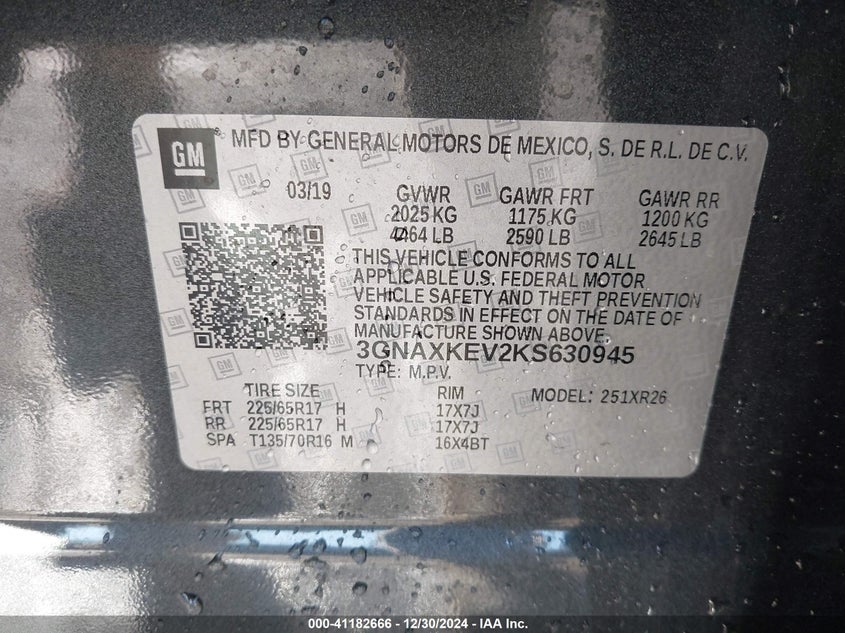 GM MFD BY GENERAL MOTORS DE MEXICO, S. DE R.L. DE C.V.
03/19 GVWR GAWR FRT GAWR RR
2025 KG 1175 KG 1200 KG
4464 LB 2590 LB 2645 LB
THIS VEHICLE CONFORMS TO ALL
APPLICABLE U.S. FEDERAL MOTOR
VEHICLE SAFETY AND THEFT PREVENTION
STANDARDS IN EFFECT ON THE DATE OF
MANUFACTURE SHOWN ABOVE.
3GNAXKEV2KS630945
TYPE: M.P.V.
TIRE SIZE RIM MODEL: 251XR26
FRT 225/65R17 H 17X7J
RR 225/65R17 H 17X7J
SPA T135/70R16 M 16X4BT
000-41182666 - 12/30/2024 - IAA Inc.